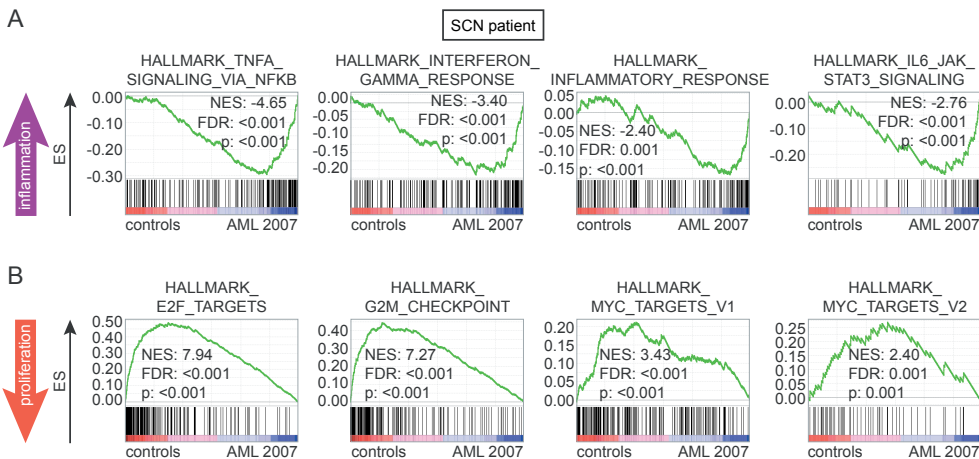 A
SCN patient
inflammation
ES
HALLMARK_TNFA_
SIGNALING_VIA_NFKB
0.00
-0.10
-0.20
-0.30
NES: -4.65
FDR: <0.001
p: <0.001
controls AML 2007
HALLMARK_INTERFERON_
GAMMA_RESPONSE
0.00
-0.05
-0.10
-0.15
-0.20
NES: -3.40
FDR: <0.001
p: <0.001
controls AML 2007
HALLMARK_
INFLAMMATORY_RESPONSE
0.05
0.00
-0.05
-0.10
-0.15
NES: -2.40
FDR: 0.001
p: <0.001
controls AML 2007
HALLMARK_IL6_JAK_
STAT3_SIGNALING
0.00
-0.10
-0.20
NES: -2.76
FDR: <0.001
p: <0.001
controls AML 2007
B
proliferation
ES
HALLMARK_
E2F_TARGETS
0.50
0.40
0.30
0.20
0.10
0.00
NES: 7.94
FDR: <0.001
p: <0.001
controls AML 2007
HALLMARK_
G2M_CHECKPOINT
0.40
0.30
0.20
0.10
0.00
NES: 7.27
FDR: <0.001
p: <0.001
controls AML 2007
HALLMARK_
MYC_TARGETS_V1
0.20
0.15
0.10
0.05
0.00
NES: 3.43
FDR: <0.001
p: <0.001
controls AML 2007
HALLMARK_
MYC_TARGETS_V2
0.25
0.20
0.15
0.10
0.05
0.00
NES: 2.40
FDR: 0.001
p: 0.001
controls AML 2007